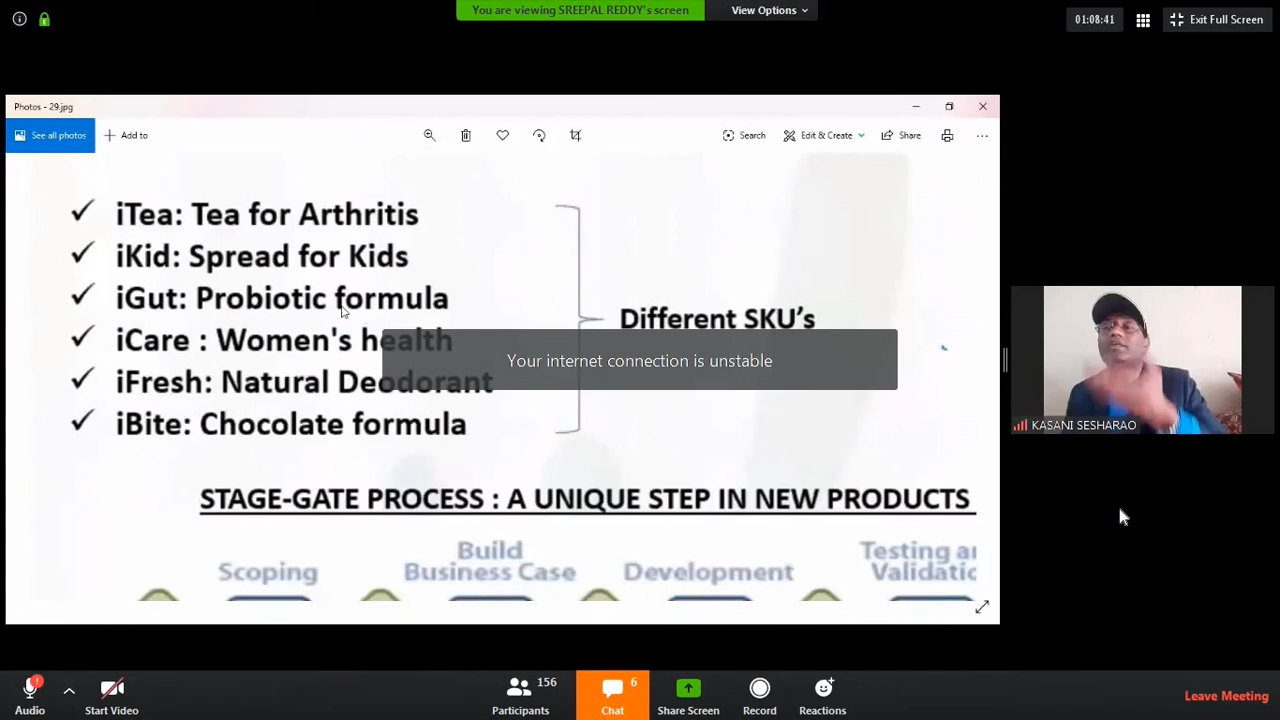 You are viewing SREEPAL REDDY's screen
View Options
01:08:41
Exit Full Screen
Photos - 29.jpg
See all photos
Add to
Search
Edit & Create
Share
✓ iTea: Tea for Arthritis
✓ iKid: Spread for Kids
✓ iGut: Probiotic formula
✓ iCare : Women's health
✓ iFresh: Natural Deodorant
✓ iBite: Chocolate formula
Different SKU's
Your internet connection is unstable
KASANI SESHARAO
STAGE-GATE PROCESS : A UNIQUE STEP IN NEW PRODUCTS
Scoping
Build
Business Case
Development
Testing
Audio
Start Video
Participants
156
Chat
6
Share Screen
Record
Reactions
Leave Meeting